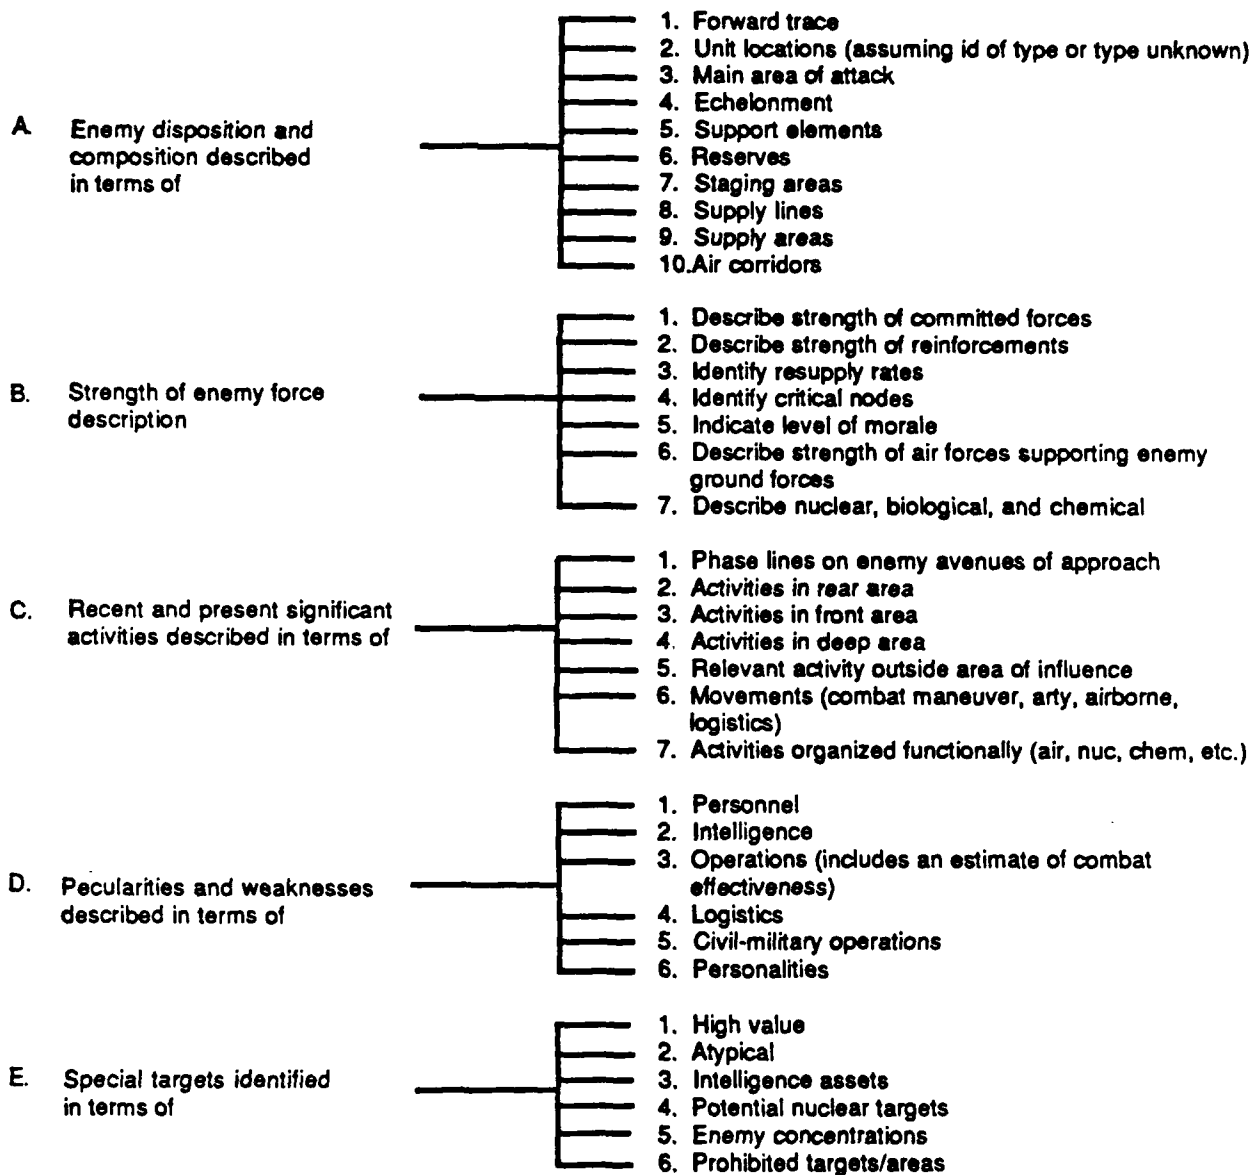 A. Enemy disposition and
composition described
in terms of
1. Forward trace
2. Unit locations (assuming id of type or type unknown)
3. Main area of attack
4. Echelonment
5. Support elements
6. Reserves
7. Staging areas
8. Supply lines
9. Supply areas
10.Air corridors
B. Strength of enemy force
description
1. Describe strength of committed forces
2. Describe strength of reinforcements
3. Identify resupply rates
4. Identify critical nodes
5. Indicate level of morale
6. Describe strength of air forces supporting enemy
ground forces
7. Describe nuclear, biological, and chemical
C. Recent and present significant
activities described in terms of
1. Phase lines on enemy avenues of approach
2. Activities in rear area
3. Activities in front area
4. Activities in deep area
5. Relevant activity outside area of influence
6. Movements (combat maneuver, arty, airborne,
logistics)
7. Activities organized functionally (air, nuc, chem, etc.)
D. Pecularities and weaknesses
described in terms of
1. Personnel
2. Intelligence
3. Operations (includes an estimate of combat
effectiveness)
4. Logistics
5. Civil-military operations
6. Personalities
E. Special targets identified
in terms of
1. High value
2. Atypical
3. Intelligence assets
4. Potential nuclear targets
5. Enemy concentrations
6. Prohibited targets/areas